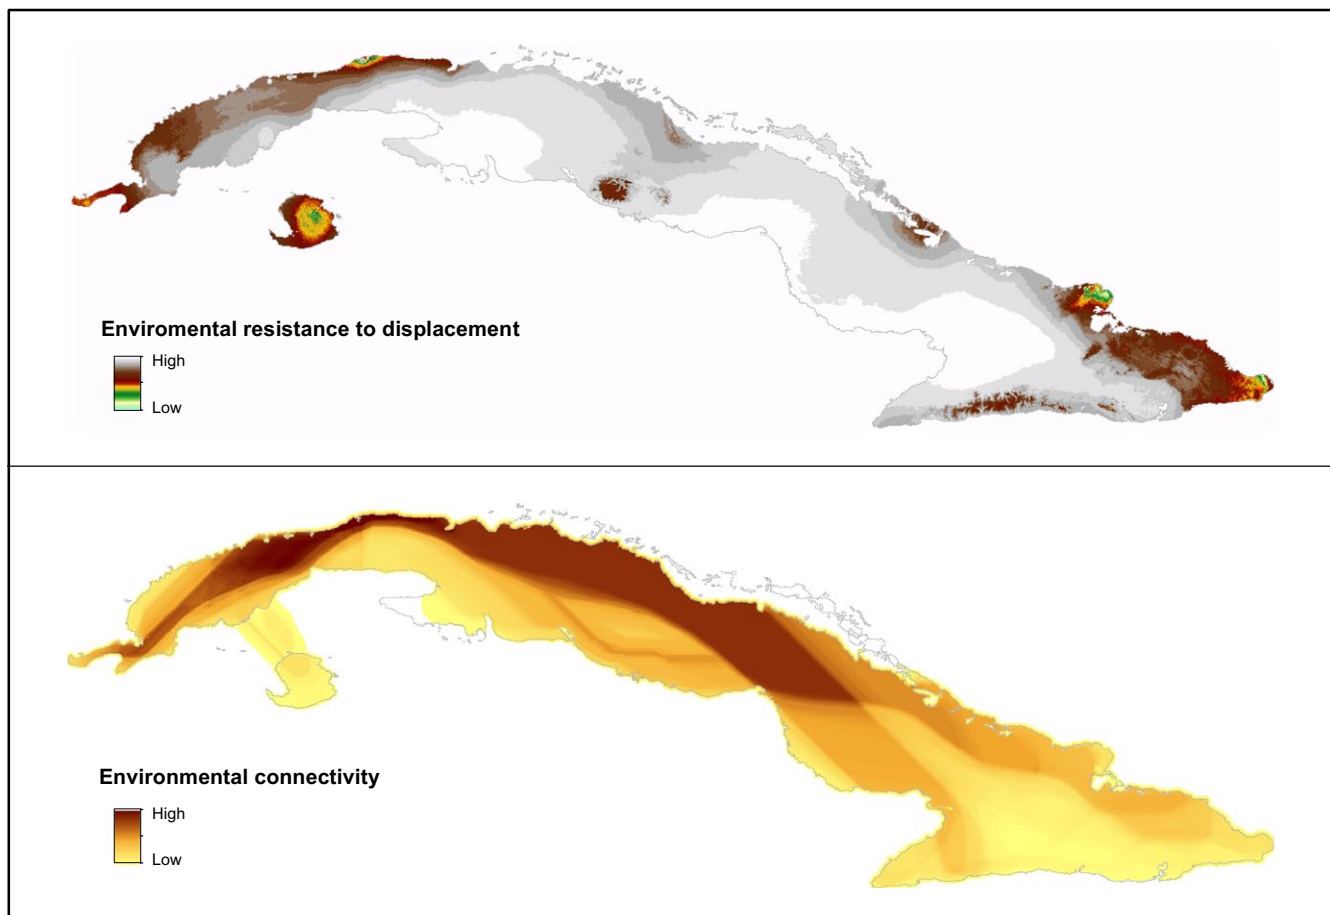 Enviromental resistance to displacement
High
Low
Environmental connectivity
High
Low